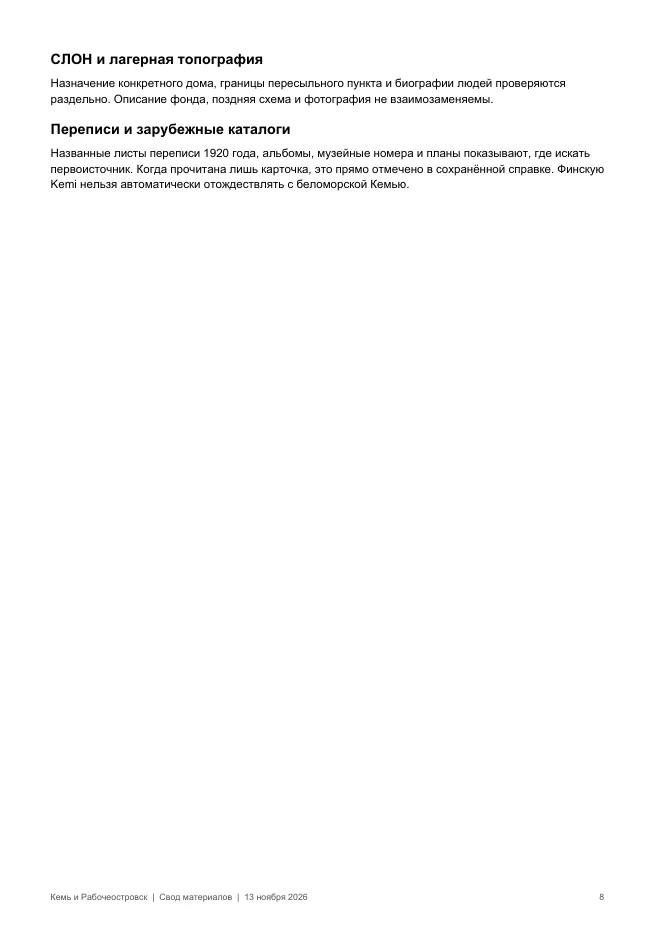 СЛОН и лагерная топография
Назначение конкретного дома, границы пересыльного пункта и биографии людей проверяются
раздельно. Описание фонда, поздняя схема и фотография не взаимозаменяемы.
Переписи и зарубежные каталоги
Названные листы переписи 1920 года, альбомы, музейные номера и планы показывают, где искать
первоисточник. Когда прочитана лишь карточка, это прямо отмечено в сохранённой справке. Финскую
Kemi нельзя автоматически отождествлять с беломорской Кемью.
Кемь и Рабочеостровск | Свод материалов | 13 ноября 2026
8